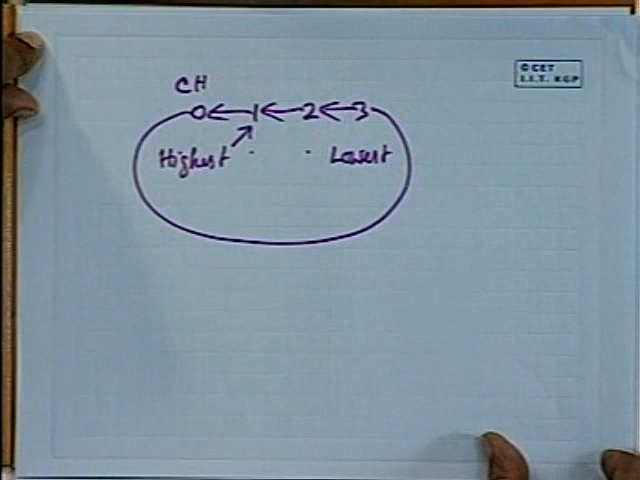 ©CET
I.I.T. KGP
CH
0 ← 1 ← 2 ← 3
Highest Lowest